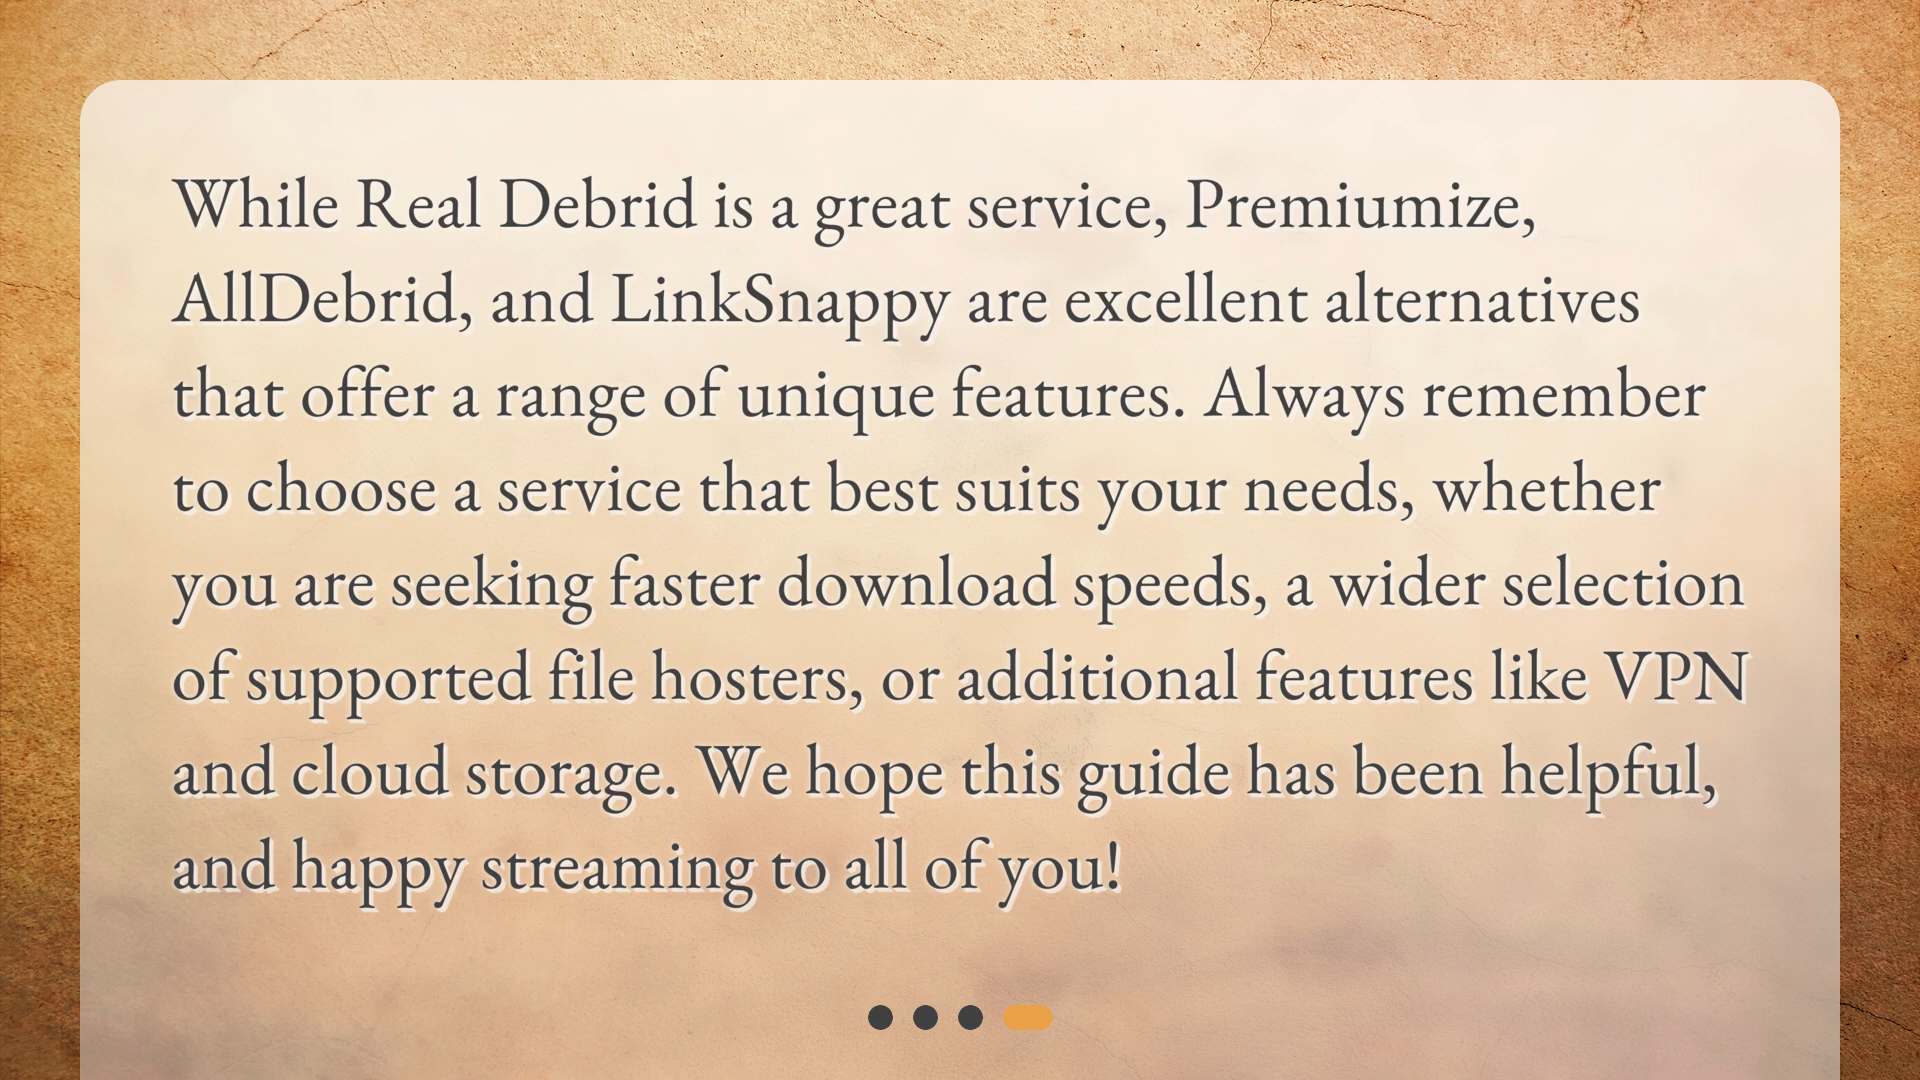 While Real Debrid is a great service, Premiumize,
AllDebrid, and LinkSnappy are excellent alternatives
that offer a range of unique features. Always remember
to choose a service that best suits your needs, whether
you are seeking faster download speeds, a wider selection
of supported file hosters, or additional features like VPN
and cloud storage. We hope this guide has been helpful,
and happy streaming to all of you!